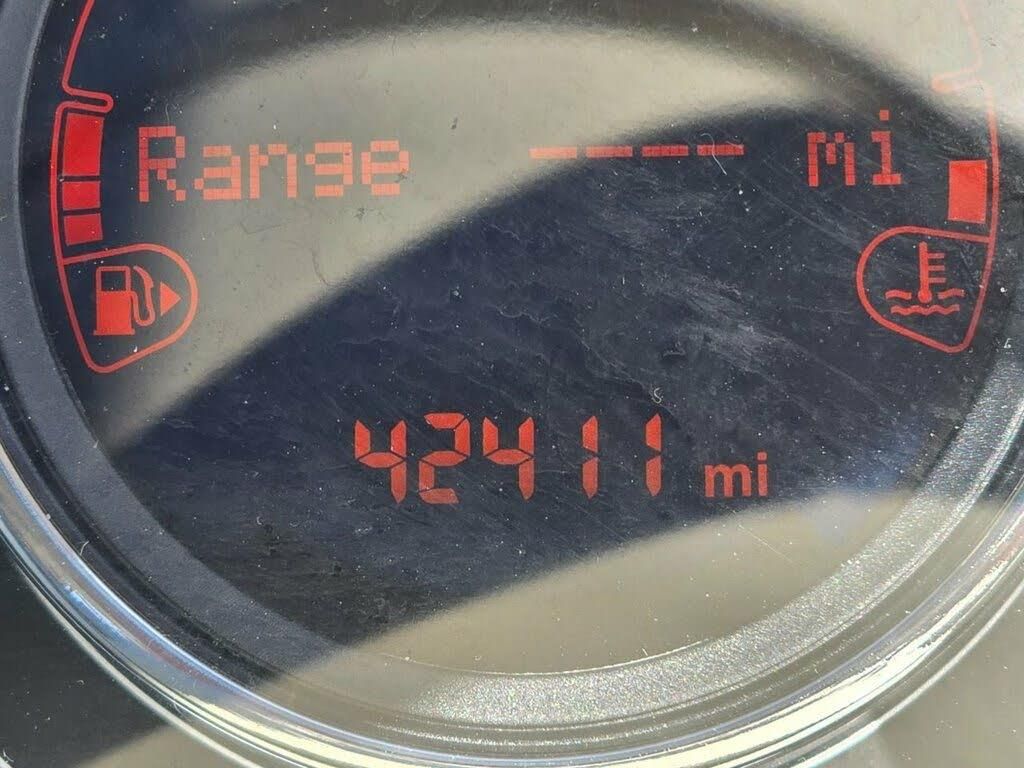 Range ---- mi
42411 mi